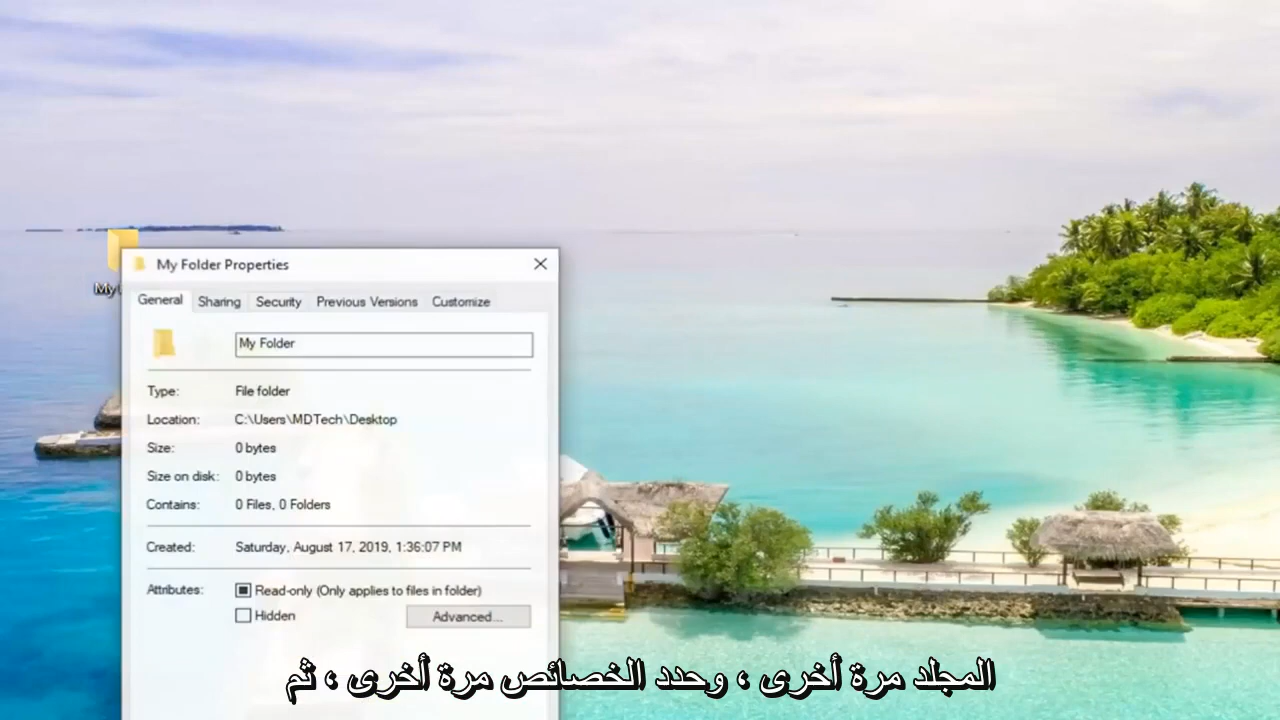 My
My Folder Properties
General Sharing Security Previous Versions Customize
My Folder
Type: File folder
Location: C:\Users\MDTech\Desktop
Size: 0 bytes
Size on disk: 0 bytes
Contains: 0 Files, 0 Folders
Created: Saturday, August 17, 2019, 1:36:07 PM
Attributes: Read-only (Only applies to files in folder)
Hidden Advanced...
المجلد مرة أخرى ، وحدد الخصائص مرة أخرى ، ثم